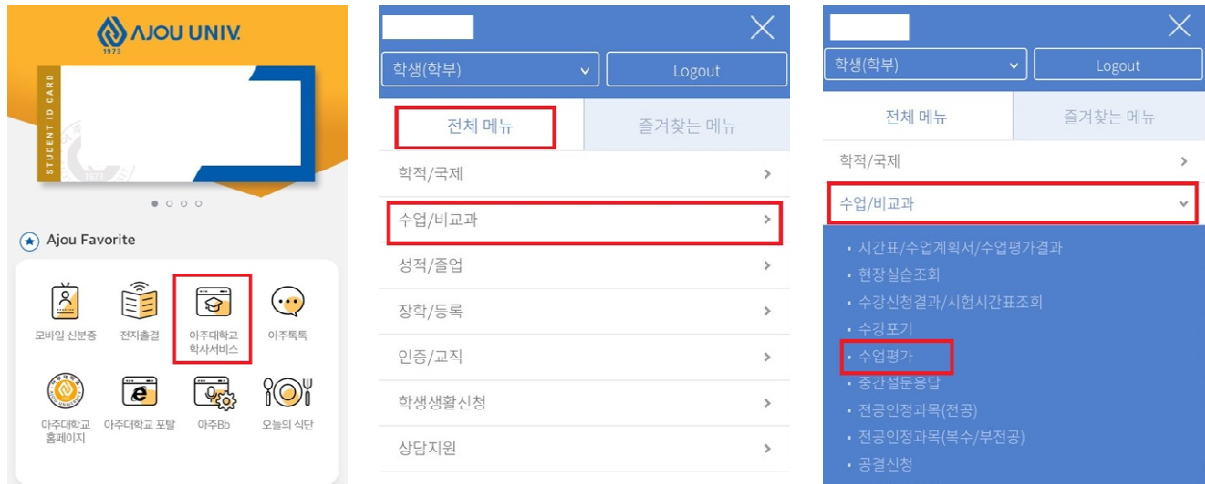 AJOU UNIV.
1973
STUDENT ID CARD
1973
Ajou Favorite
모바일 신분증
전자출결
아주대학교
학사서비스
아주톡톡
아주대학교
홈페이지
아주대학교 포탈
아주Bb
오늘의 식단
학생(학부)
Logout
전체 메뉴
즐겨찾는 메뉴
학적/국제
수업/비교과
성적/졸업
장학/등록
인증/교직
학생생활신청
상담지원
학생(학부)
Logout
전체 메뉴
즐겨찾는 메뉴
학적/국제
수업/비교과
• 시간표/수업계획서/수업평가결과
• 현장실습조회
• 수강신청결과/시험시간표조회
• 수강포기
• 수업평가
• 중간설문응답
• 전공인정과목(전공)
• 전공인정과목(복수/부전공)
• 공결신청